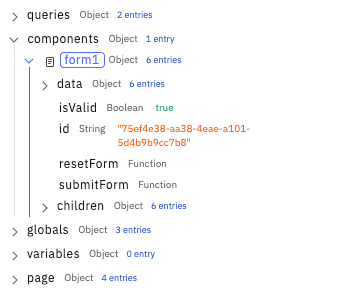 queries Object 2 entries
components Object 1 entry
form1 Object 6 entries
data Object 6 entries
isValid Boolean true
id String "75ef4e38-aa38-4eae-a101-
5d4b9b9cc7b8"
resetForm Function
submitForm Function
children Object 6 entries
globals Object 3 entries
variables Object 0 entry
page Object 4 entries